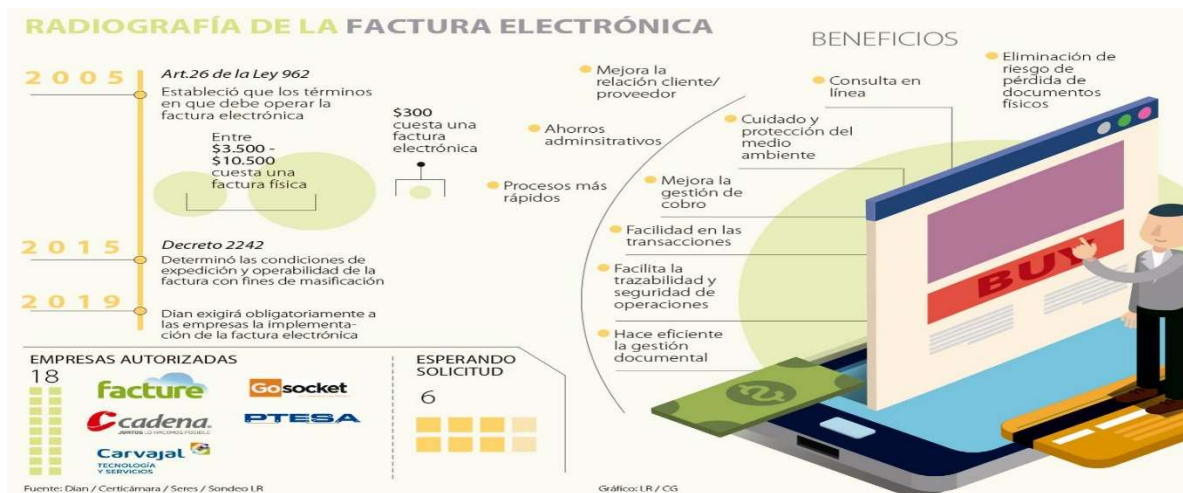 RADIOGRAFÍA DE LA FACTURA ELECTRÓNICA
2005
Art.26 de la Ley 962
Estableció que los términos
en que debe operar la
factura electrónica
Entre
$3.500 -
$10.500
cuesta una
factura física
$300
cuesta una
factura
electrónica
2015
Decreto 2242
Determinó las condiciones de
expedición y operabilidad de la
factura con fines de masificación
2019
Dian exigirá obligatoriamente a
las empresas la implementa-
ción de la factura electrónica
BENEFICIOS
Mejora la
relación cliente/
proveedor
Ahorros
adminsitrativos
Procesos más
rápidos
Eliminación de
riesgo de
pérdida de
documentos
físicos
Consulta en
línea
Cuidado y
protección del
medio
ambiente
Mejora la
gestión de
cobro
Facilidad en las
transacciones
Facilita la
trazabilidad y
seguridad de
operaciones
Hace eficiente
la gestión
documental
BUY
EMPRESAS AUTORIZADAS
18
facture
Gosocket
cadena
JUNTOS LO HACEMOS POSIBLE
PTESA
Carvajal
TECNOLOGÍA
Y SERVICIOS
ESPERANDO
SOLICITUD
6
Fuente: Dian / Certicámara / Seres / Sondeo LR
Gráfico: LR / CG